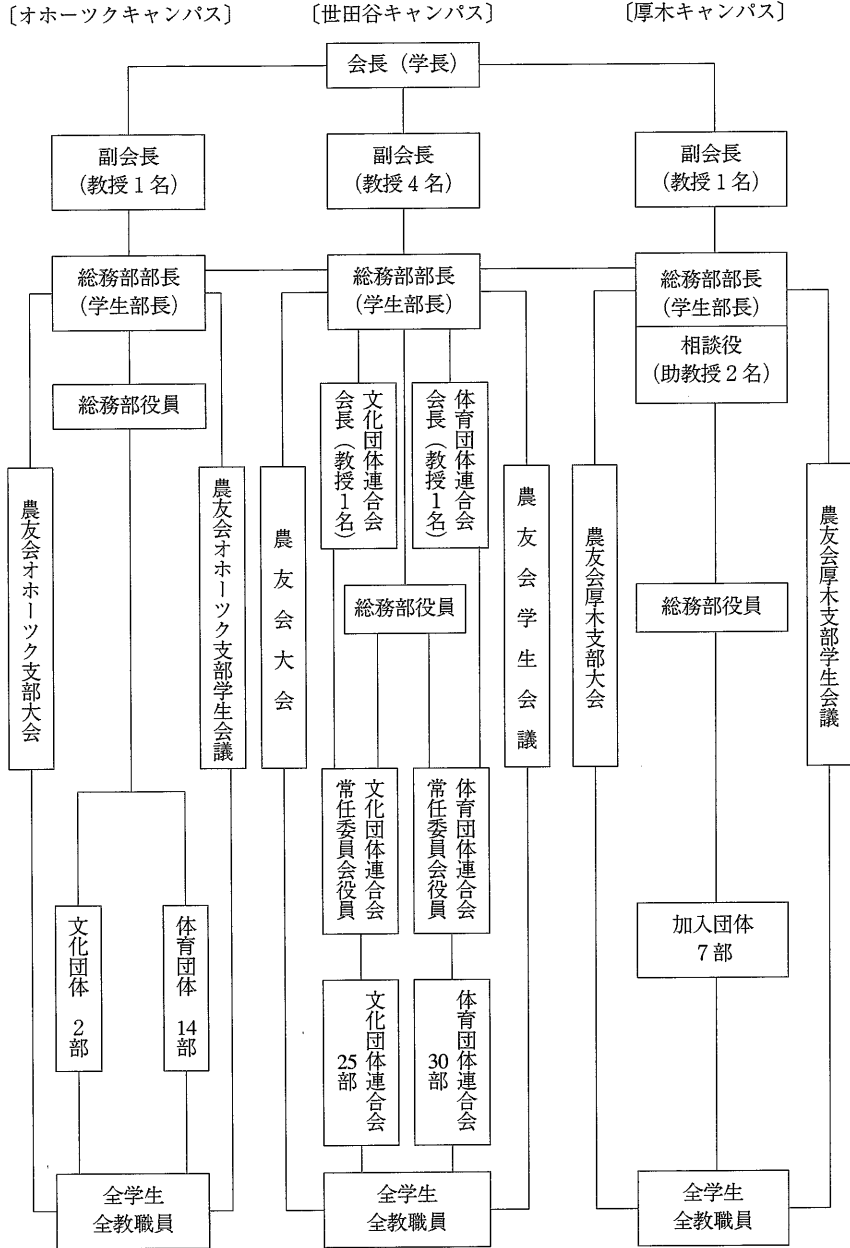 〔オホーツクキャンパス〕
〔世田谷キャンパス〕
〔厚木キャンパス〕
会長（学長）
副会長
（教授１名）
副会長
（教授４名）
副会長
（教授１名）
総務部部長
（学生部長）
総務部部長
（学生部長）
総務部部長
（学生部長）
相談役
（助教授２名）
総務部役員
文化団体連合会
会長（教授１名）
体育団体連合会
会長（教授１名）
農友会オホーツク支部大会
農友会オホーツク支部学生会議
農友会大会
農友会学生会議
農友会厚木支部大会
農友会厚木支部学生会議
総務部役員
総務部役員
文化団体連合会
常任委員会役員
体育団体連合会
常任委員会役員
文化団体　２部
体育団体　14部
加入団体
７部
文化団体連合会
25部
体育団体連合会
30部
全学生
全教職員
全学生
全教職員
全学生
全教職員